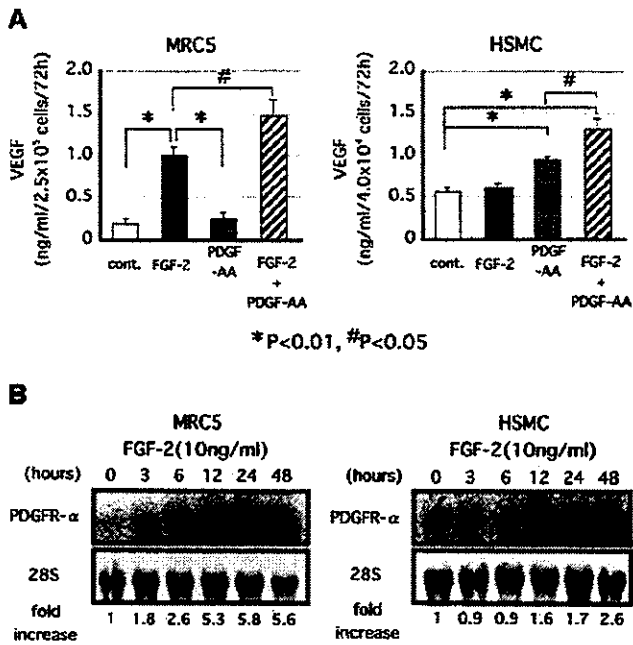 A
MRC5
HSMC
VEGF
(ng/ml/2.5x10⁵ cells/72h)
2.0
1.5
1.0
0.5
0
* * #
cont.
FGF-2
PDGF
-AA
FGF-2
+
PDGF-AA
VEGF
(ng/ml/4.0x10⁴ cells/72h)
2.0
1.5
1.0
0.5
0
* * #
cont.
FGF-2
PDGF
-AA
FGF-2
+
PDGF-AA
*P<0.01, #P<0.05
B
MRC5
FGF-2(10ng/ml)
(hours) 0 3 6 12 24 48
PDGFR-α
28S
fold
increase
1 1.8 2.6 5.3 5.8 5.6
HSMC
FGF-2(10ng/ml)
(hours) 0 3 6 12 24 48
PDGFR-α
28S
fold
increase
1 0.9 0.9 1.6 1.7 2.6